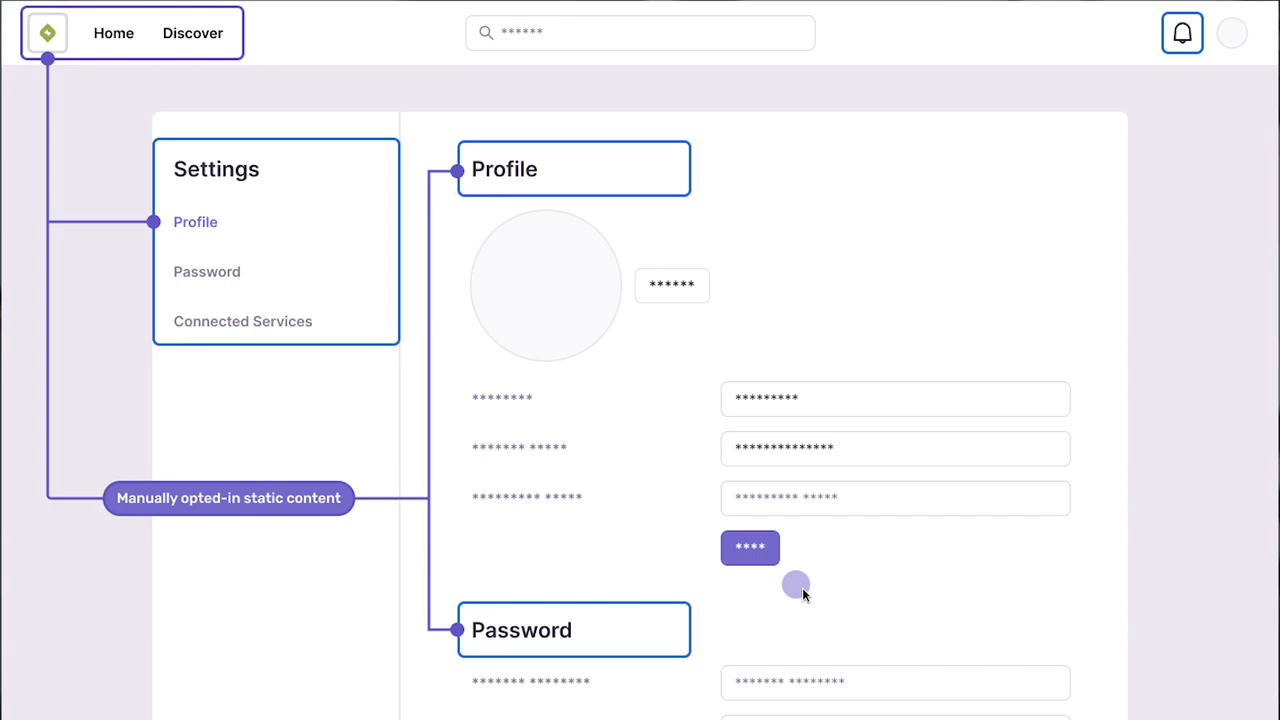 Home Discover ******
Settings
Profile
Password
Connected Services
Profile
******
******** *********
******* ***** **************
********* ***** ********* *****
Manually opted-in static content
****
Password
******* ******** ******* ********